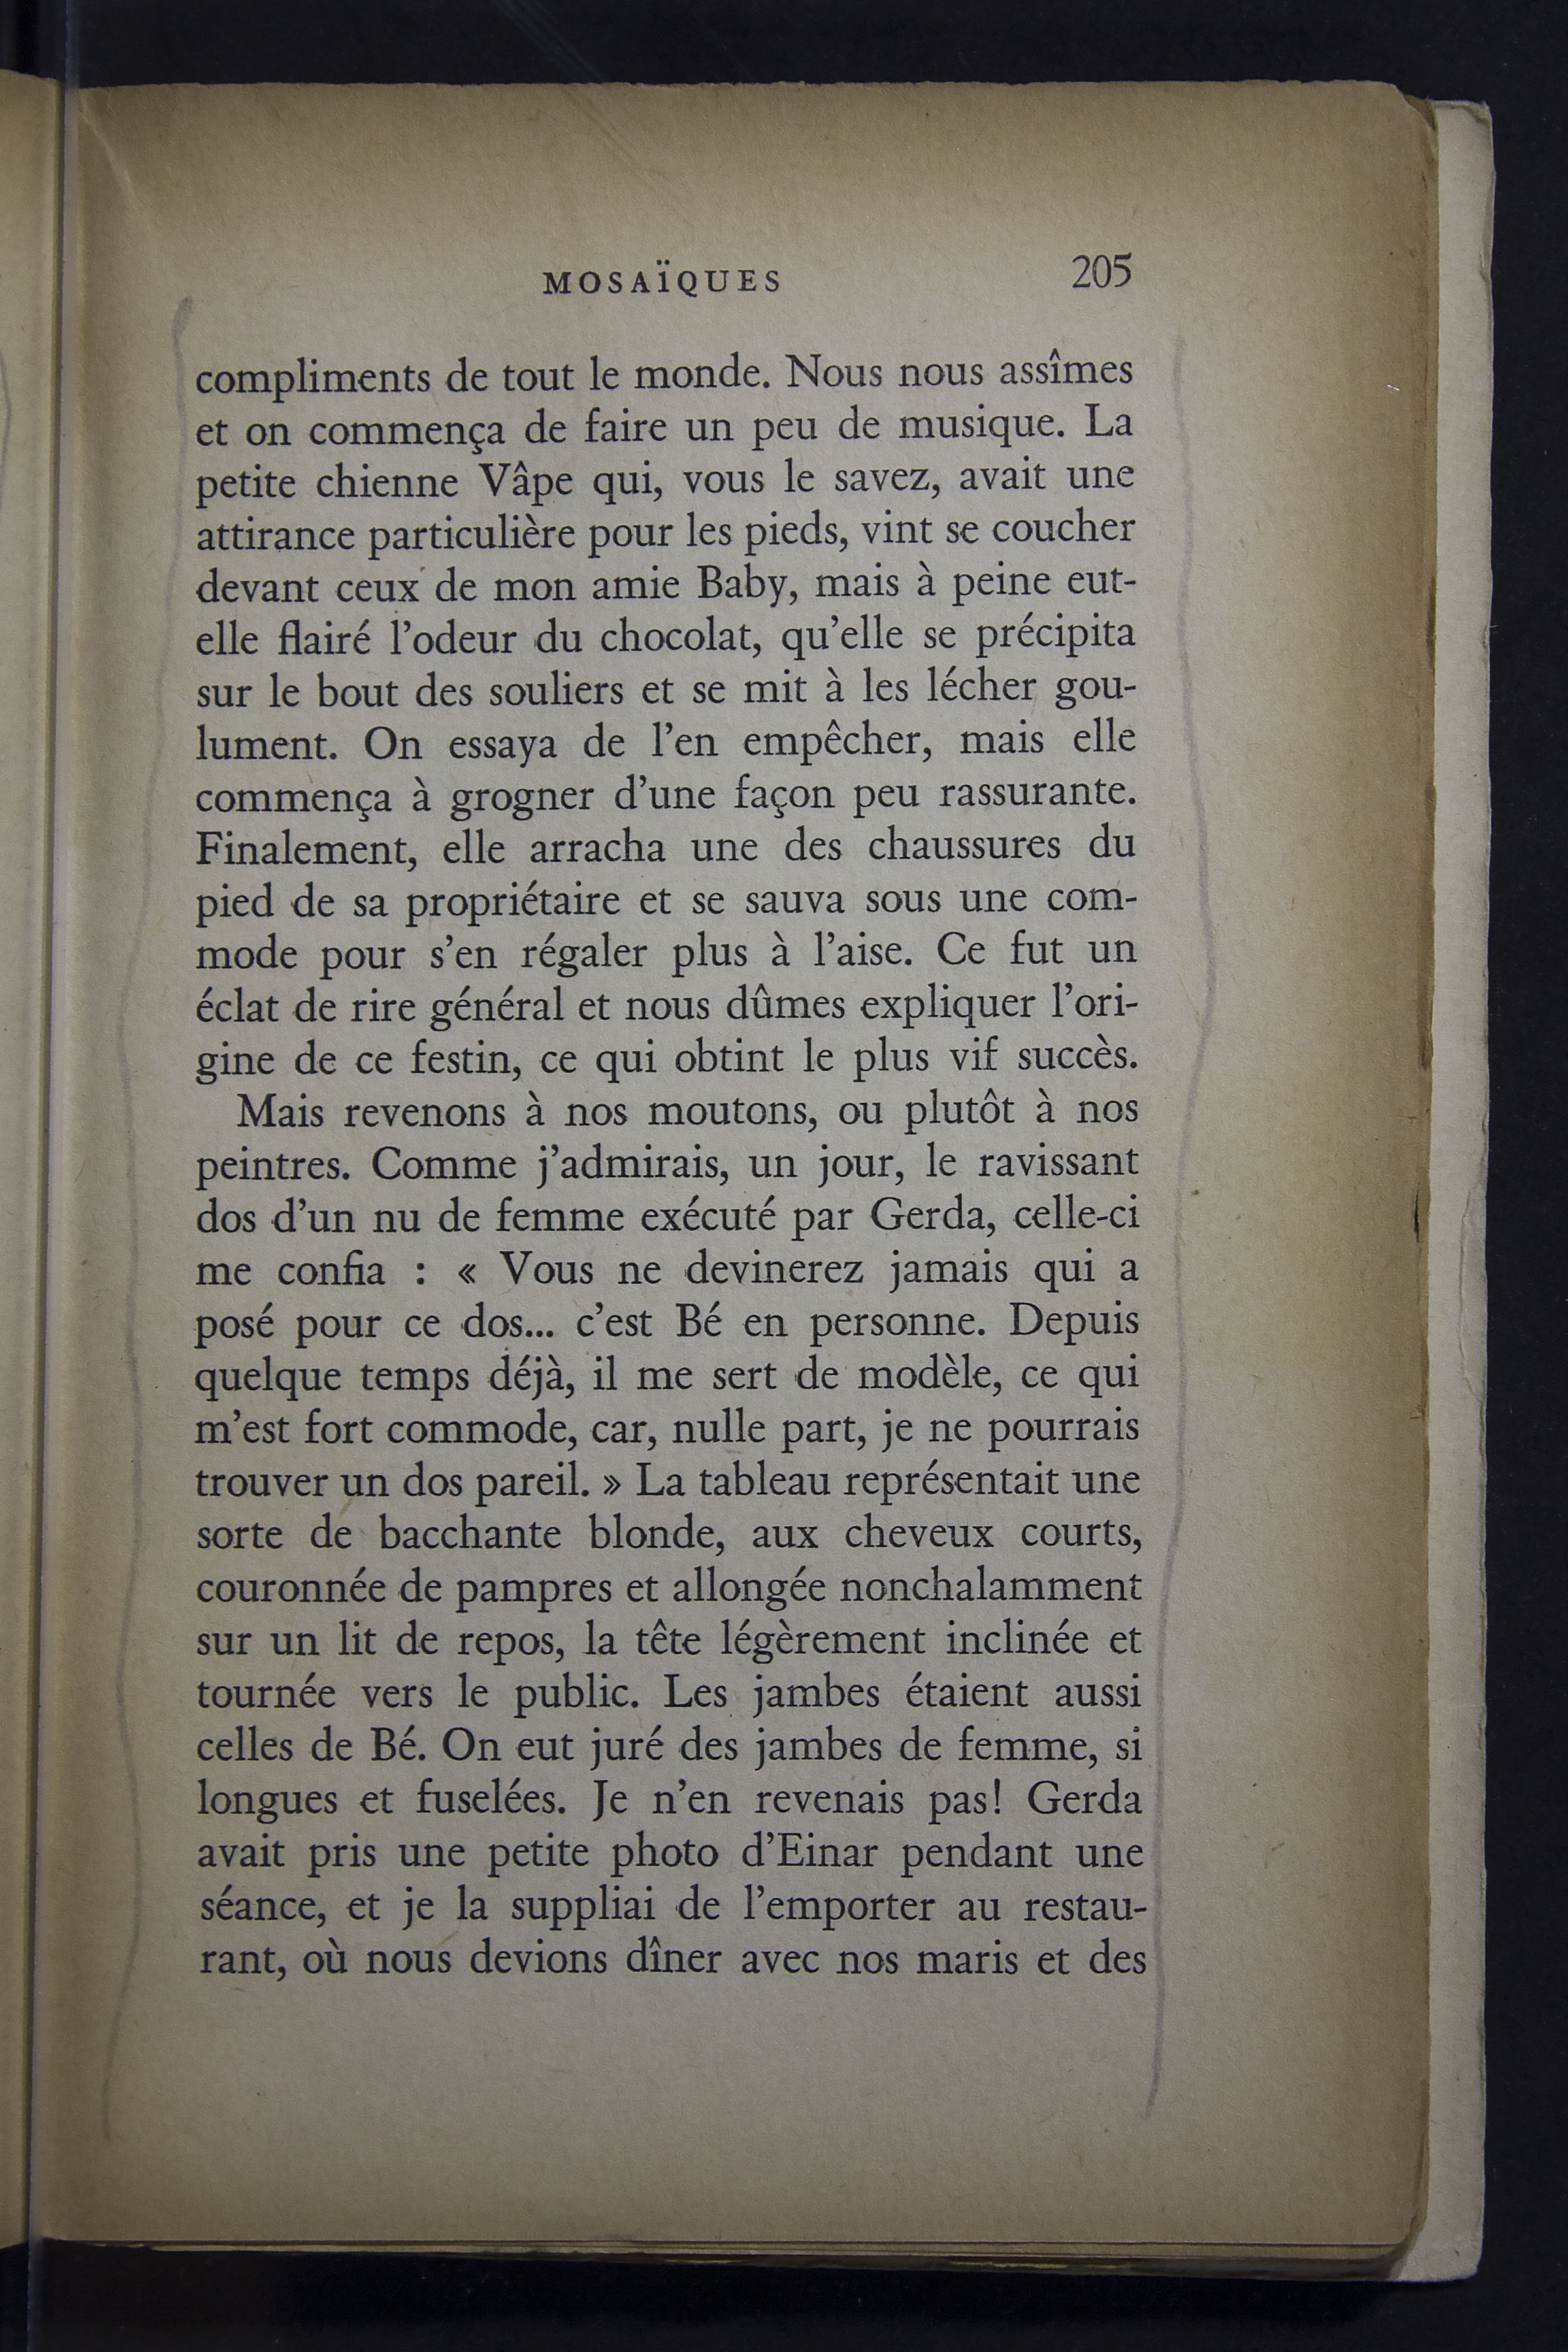 MOSAÏQUES 205
compliments de tout le monde. Nous nous assîmes
et on commença de faire un peu de musique. La
petite chienne Vâpe qui, vous le savez, avait une
attirance particulière pour les pieds, vint se coucher
devant ceux de mon amie Baby, mais à peine eut-
elle flairé l'odeur du chocolat, qu'elle se précipita
sur le bout des souliers et se mit à les lécher gou-
lument. On essaya de l'en empêcher, mais elle
commença à grogner d'une façon peu rassurante.
Finalement, elle arracha une des chaussures du
pied de sa propriétaire et se sauva sous une com-
mode pour s'en régaler plus à l'aise. Ce fut un
éclat de rire général et nous dûmes expliquer l'ori-
gine de ce festin, ce qui obtint le plus vif succès.
Mais revenons à nos moutons, ou plutôt à nos
peintres. Comme j'admirais, un jour, le ravissant
dos d'un nu de femme exécuté par Gerda, celle-ci
me confia : « Vous ne devinerez jamais qui a
posé pour ce dos... c'est Bé en personne. Depuis
quelque temps déjà, il me sert de modèle, ce qui
m'est fort commode, car, nulle part, je ne pourrais
trouver un dos pareil. » La tableau représentait une
sorte de bacchante blonde, aux cheveux courts,
couronnée de pampres et allongée nonchalamment
sur un lit de repos, la tête légèrement inclinée et
tournée vers le public. Les jambes étaient aussi
celles de Bé. On eut juré des jambes de femme, si
longues et fuselées. Je n'en revenais pas! Gerda
avait pris une petite photo d'Einar pendant une
séance, et je la suppliai de l'emporter au restau-
rant, où nous devions dîner avec nos maris et des